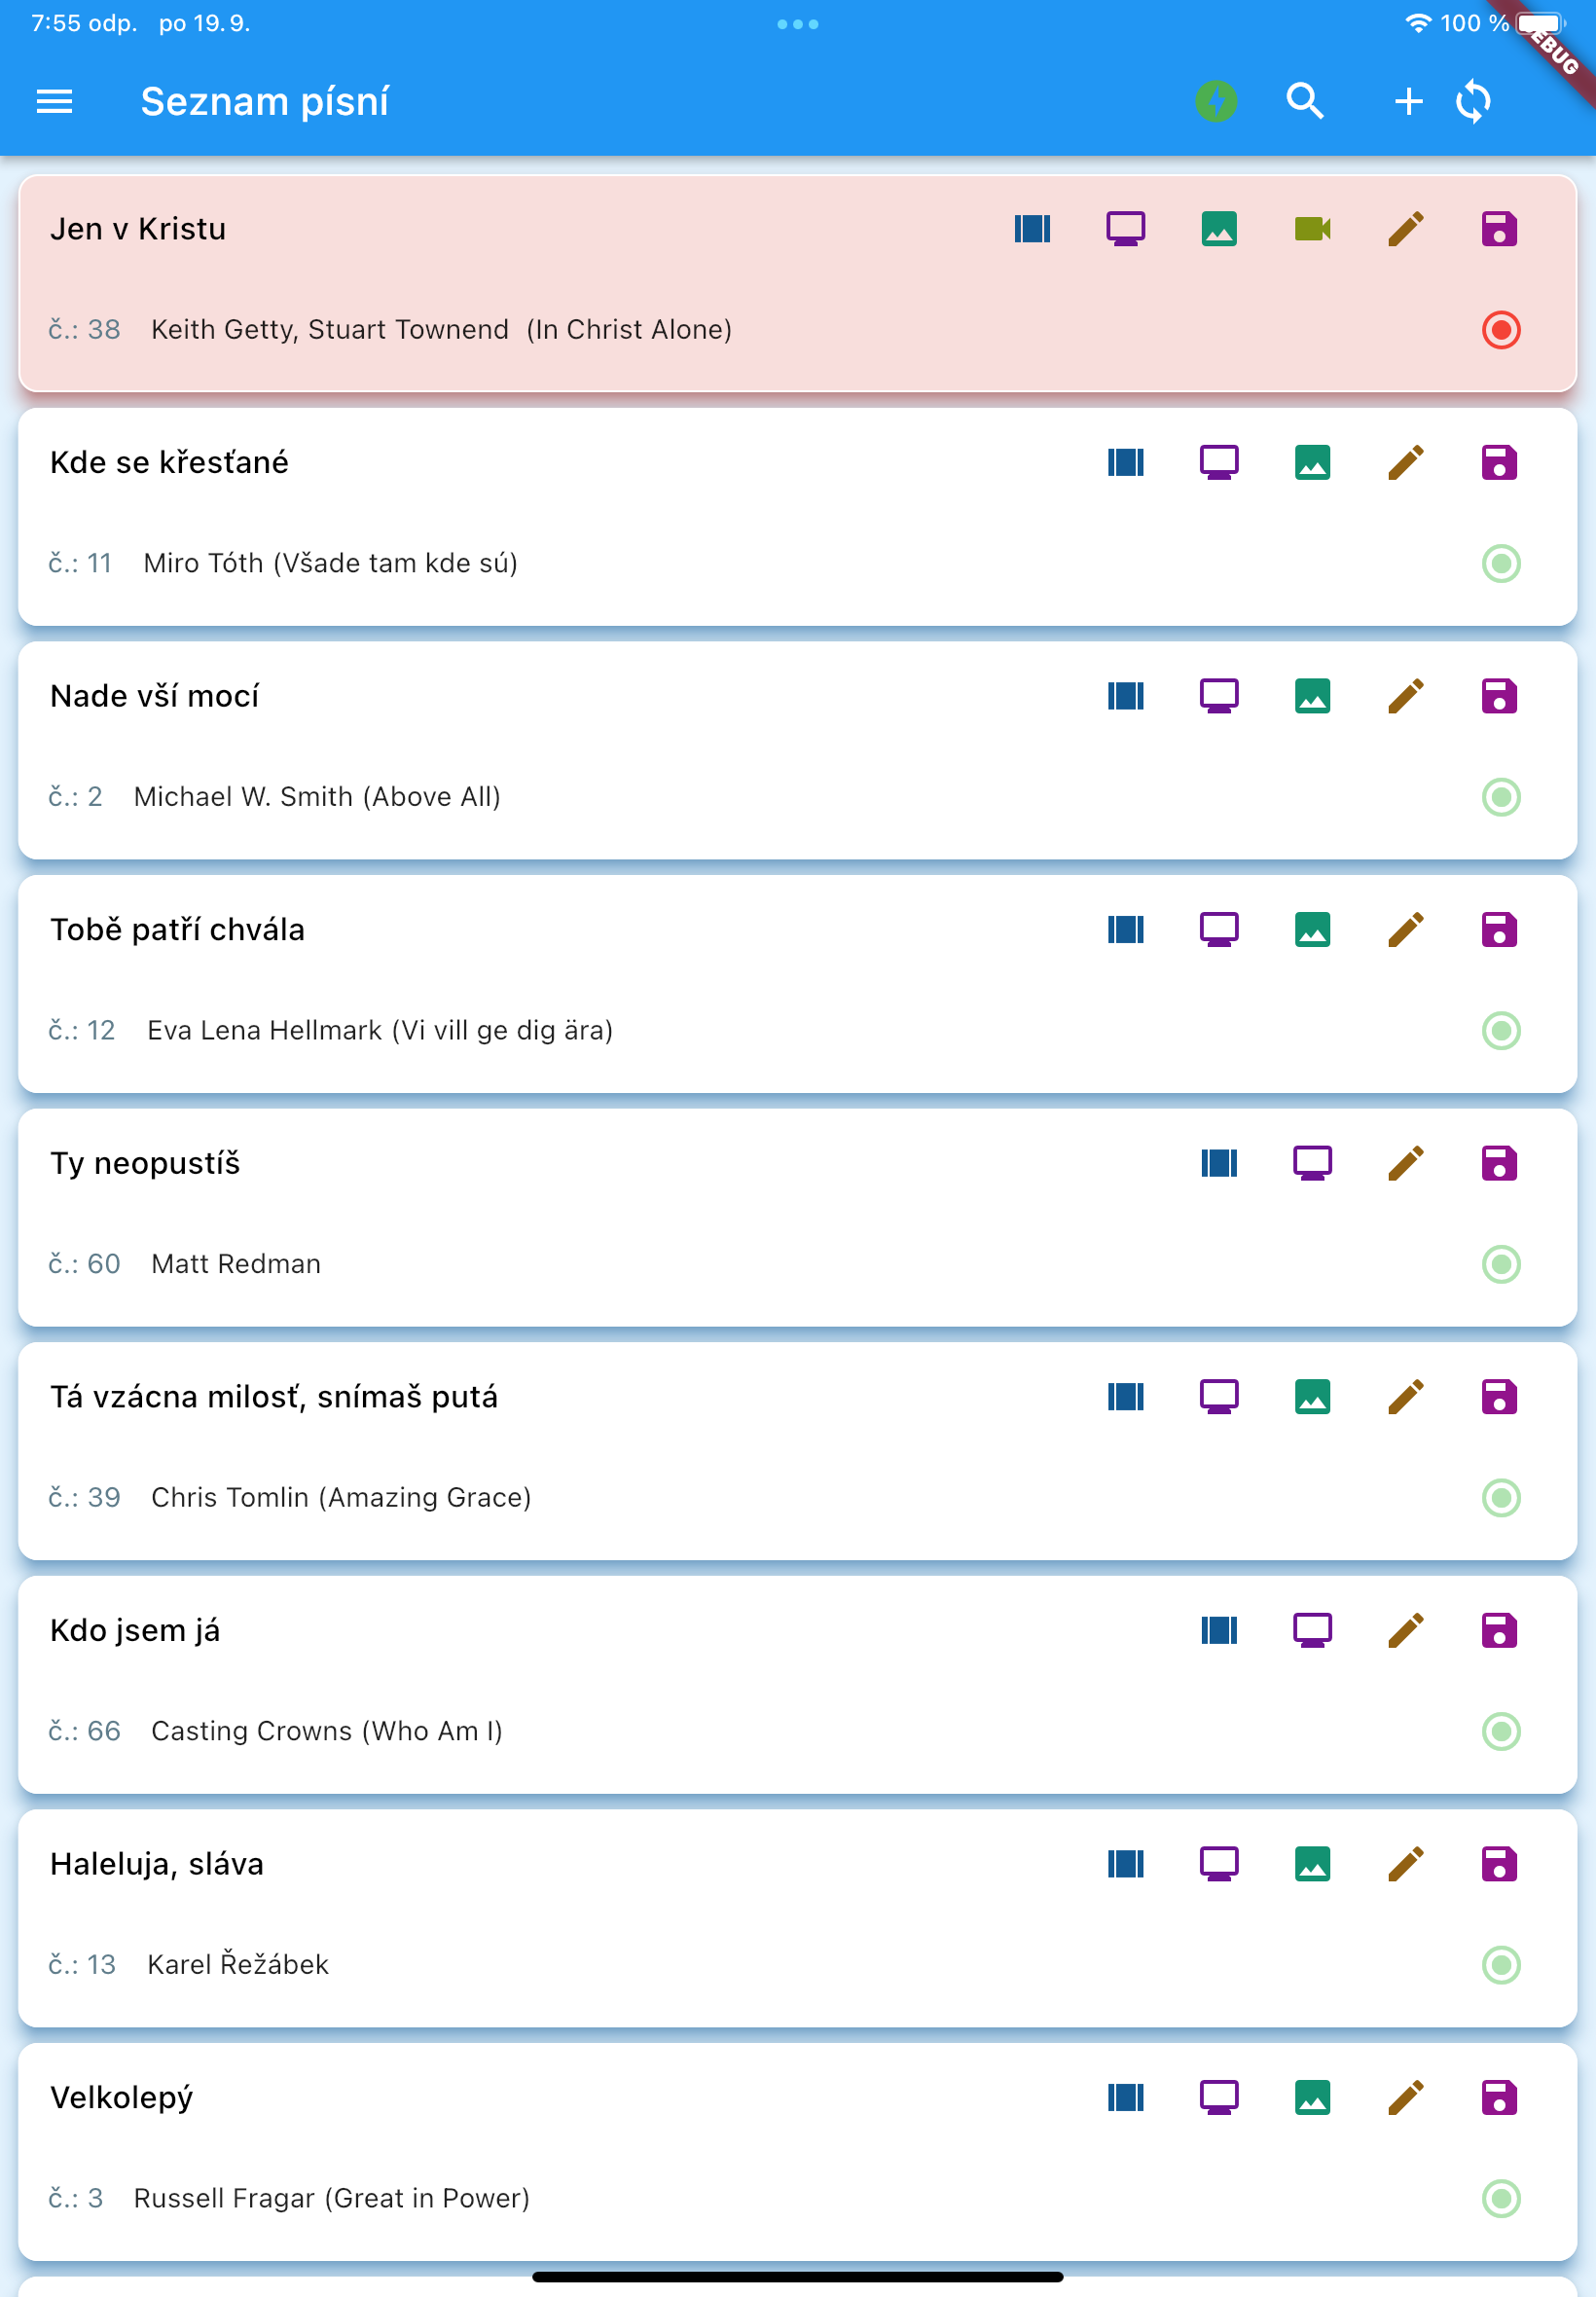 7:55 odp. po 19. 9.
100 %
EBUG
Seznam písní
Jen v Kristu
č.: 38 Keith Getty, Stuart Townend (In Christ Alone)
Kde se křesťané
č.: 11 Miro Tóth (Všade tam kde sú)
Nade vší mocí
č.: 2 Michael W. Smith (Above All)
Tobě patří chvála
č.: 12 Eva Lena Hellmark (Vi vill ge dig ära)
Ty neopustíš
č.: 60 Matt Redman
Tá vzácna milosť, snímaš putá
č.: 39 Chris Tomlin (Amazing Grace)
Kdo jsem já
č.: 66 Casting Crowns (Who Am I)
Haleluja, sláva
č.: 13 Karel Řežábek
Velkolepý
č.: 3 Russell Fragar (Great in Power)